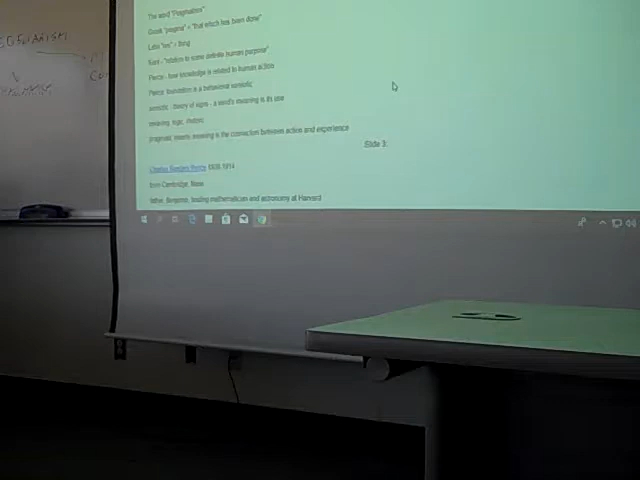 The word "Pragmatism"
Greek "pragma" = "that which has been done"
Latin "res" = thing
Kant - "relation to some definite human purpose"
Peirce - how knowledge is related to human action
Peirce foundation is a behavioral semiotic
semiotic - theory of signs - a word's meaning is its use
meaning, logic, rhetoric
pragmatic means meaning is the connection between action and experience
Slide 3:
Charles Sanders Peirce 1839-1914
from Cambridge, Mass
father, Benjamin, leading mathematician and astronomy at Harvard